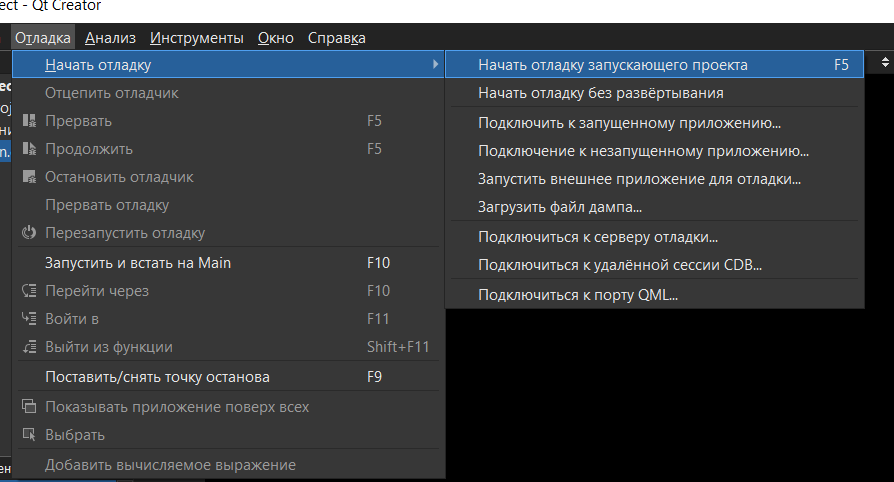 ect - Qt Creator
Отладка Анализ Инструменты Окно Справка
Начать отладку
Отцепить отладчик
Прервать F5
Продолжить F5
Остановить отладчик
Прервать отладку
Перезапустить отладку
Запустить и встать на Main F10
Перейти через F10
Войти в F11
Выйти из функции Shift+F11
Поставить/снять точку останова F9
Показывать приложение поверх всех
Выбрать
Добавить вычисляемое выражение
Начать отладку запускающего проекта F5
Начать отладку без развёртывания
Подключить к запущенному приложению...
Подключение к незапущенному приложению...
Запустить внешнее приложение для отладки...
Загрузить файл дампа...
Подключиться к серверу отладки...
Подключиться к удалённой сессии CDB...
Подключиться к порту QML...